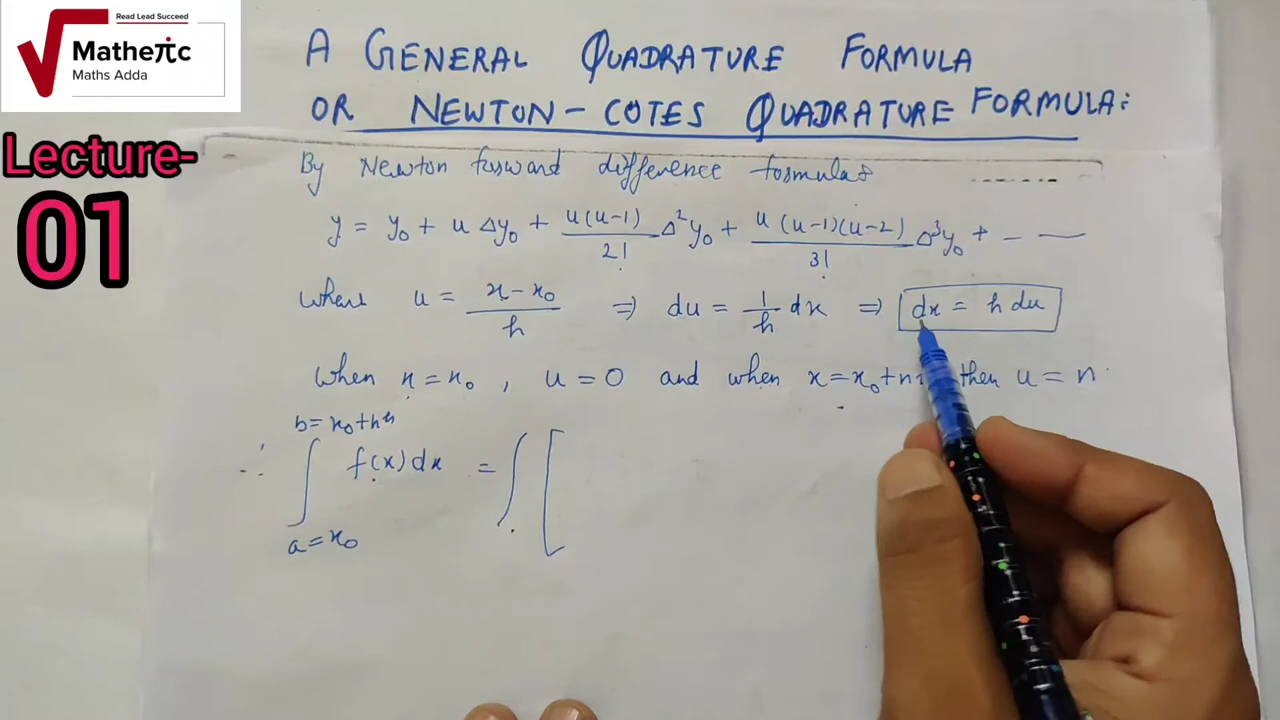 Read Lead Succeed
Matheπc
Maths Adda
Lecture-
01
A GENERAL QUADRATURE FORMULA
OR NEWTON-COTES QUADRATURE FORMULA:
By Newton forward difference formula
y = y₀ + u Δy₀ + u(u-1)/2! Δ²y₀ + u(u-1)(u-2)/3! Δ³y₀ + - —
where u = x-x₀/h ⇒ du = 1/h dx ⇒ dx = h du
When x = x₀, u = 0 and when x = x₀+n then u = n
b = x₀+nh
∴ ∫ f(x)dx = ∫ [
a = x₀